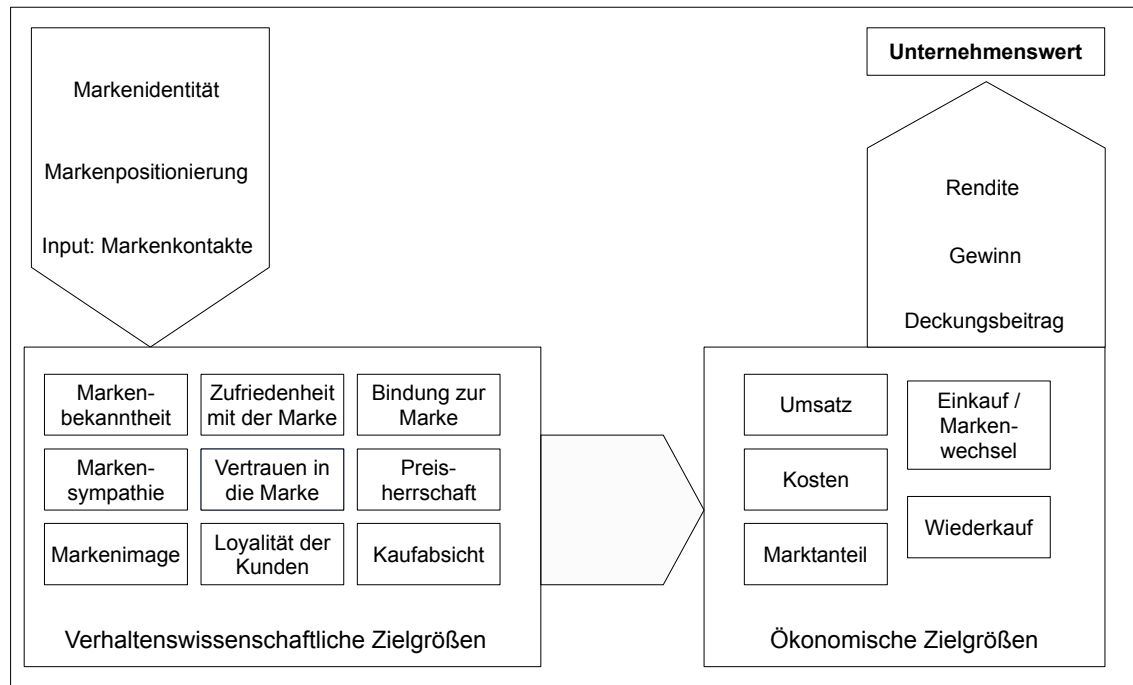 Markenidentität
Markenpositionierung
Input: Markenkontakte
Unternehmenswert
Rendite
Gewinn
Deckungsbeitrag
Marken-
bekanntheit
Zufriedenheit
mit der Marke
Bindung zur
Marke
Marken-
sympathie
Vertrauen in
die Marke
Preis-
herrschaft
Markenimage
Loyalität der
Kunden
Kaufabsicht
Verhaltenswissenschaftliche Zielgrößen
Umsatz
Einkauf /
Marken-
wechsel
Kosten
Wiederkauf
Marktanteil
Ökonomische Zielgrößen